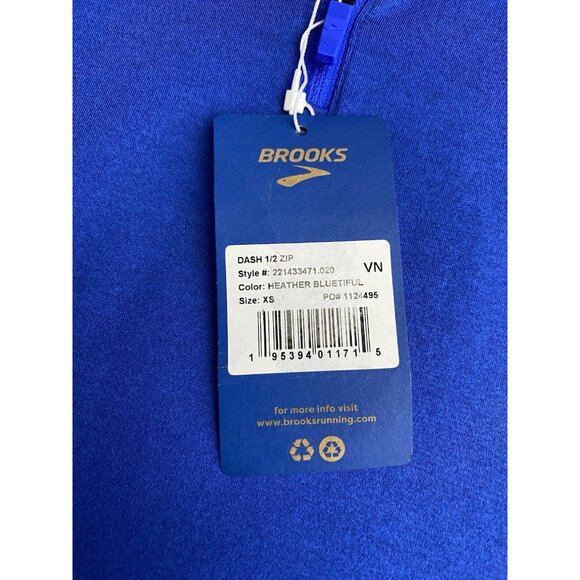 BROOKS
DASH 1/2 ZIP
Style #: 221433471.020 VN
Color: HEATHER BLUETIFUL
Size: XS PO# 1124495
1 95394 01171 5
for more info visit
www.brooksrunning.com